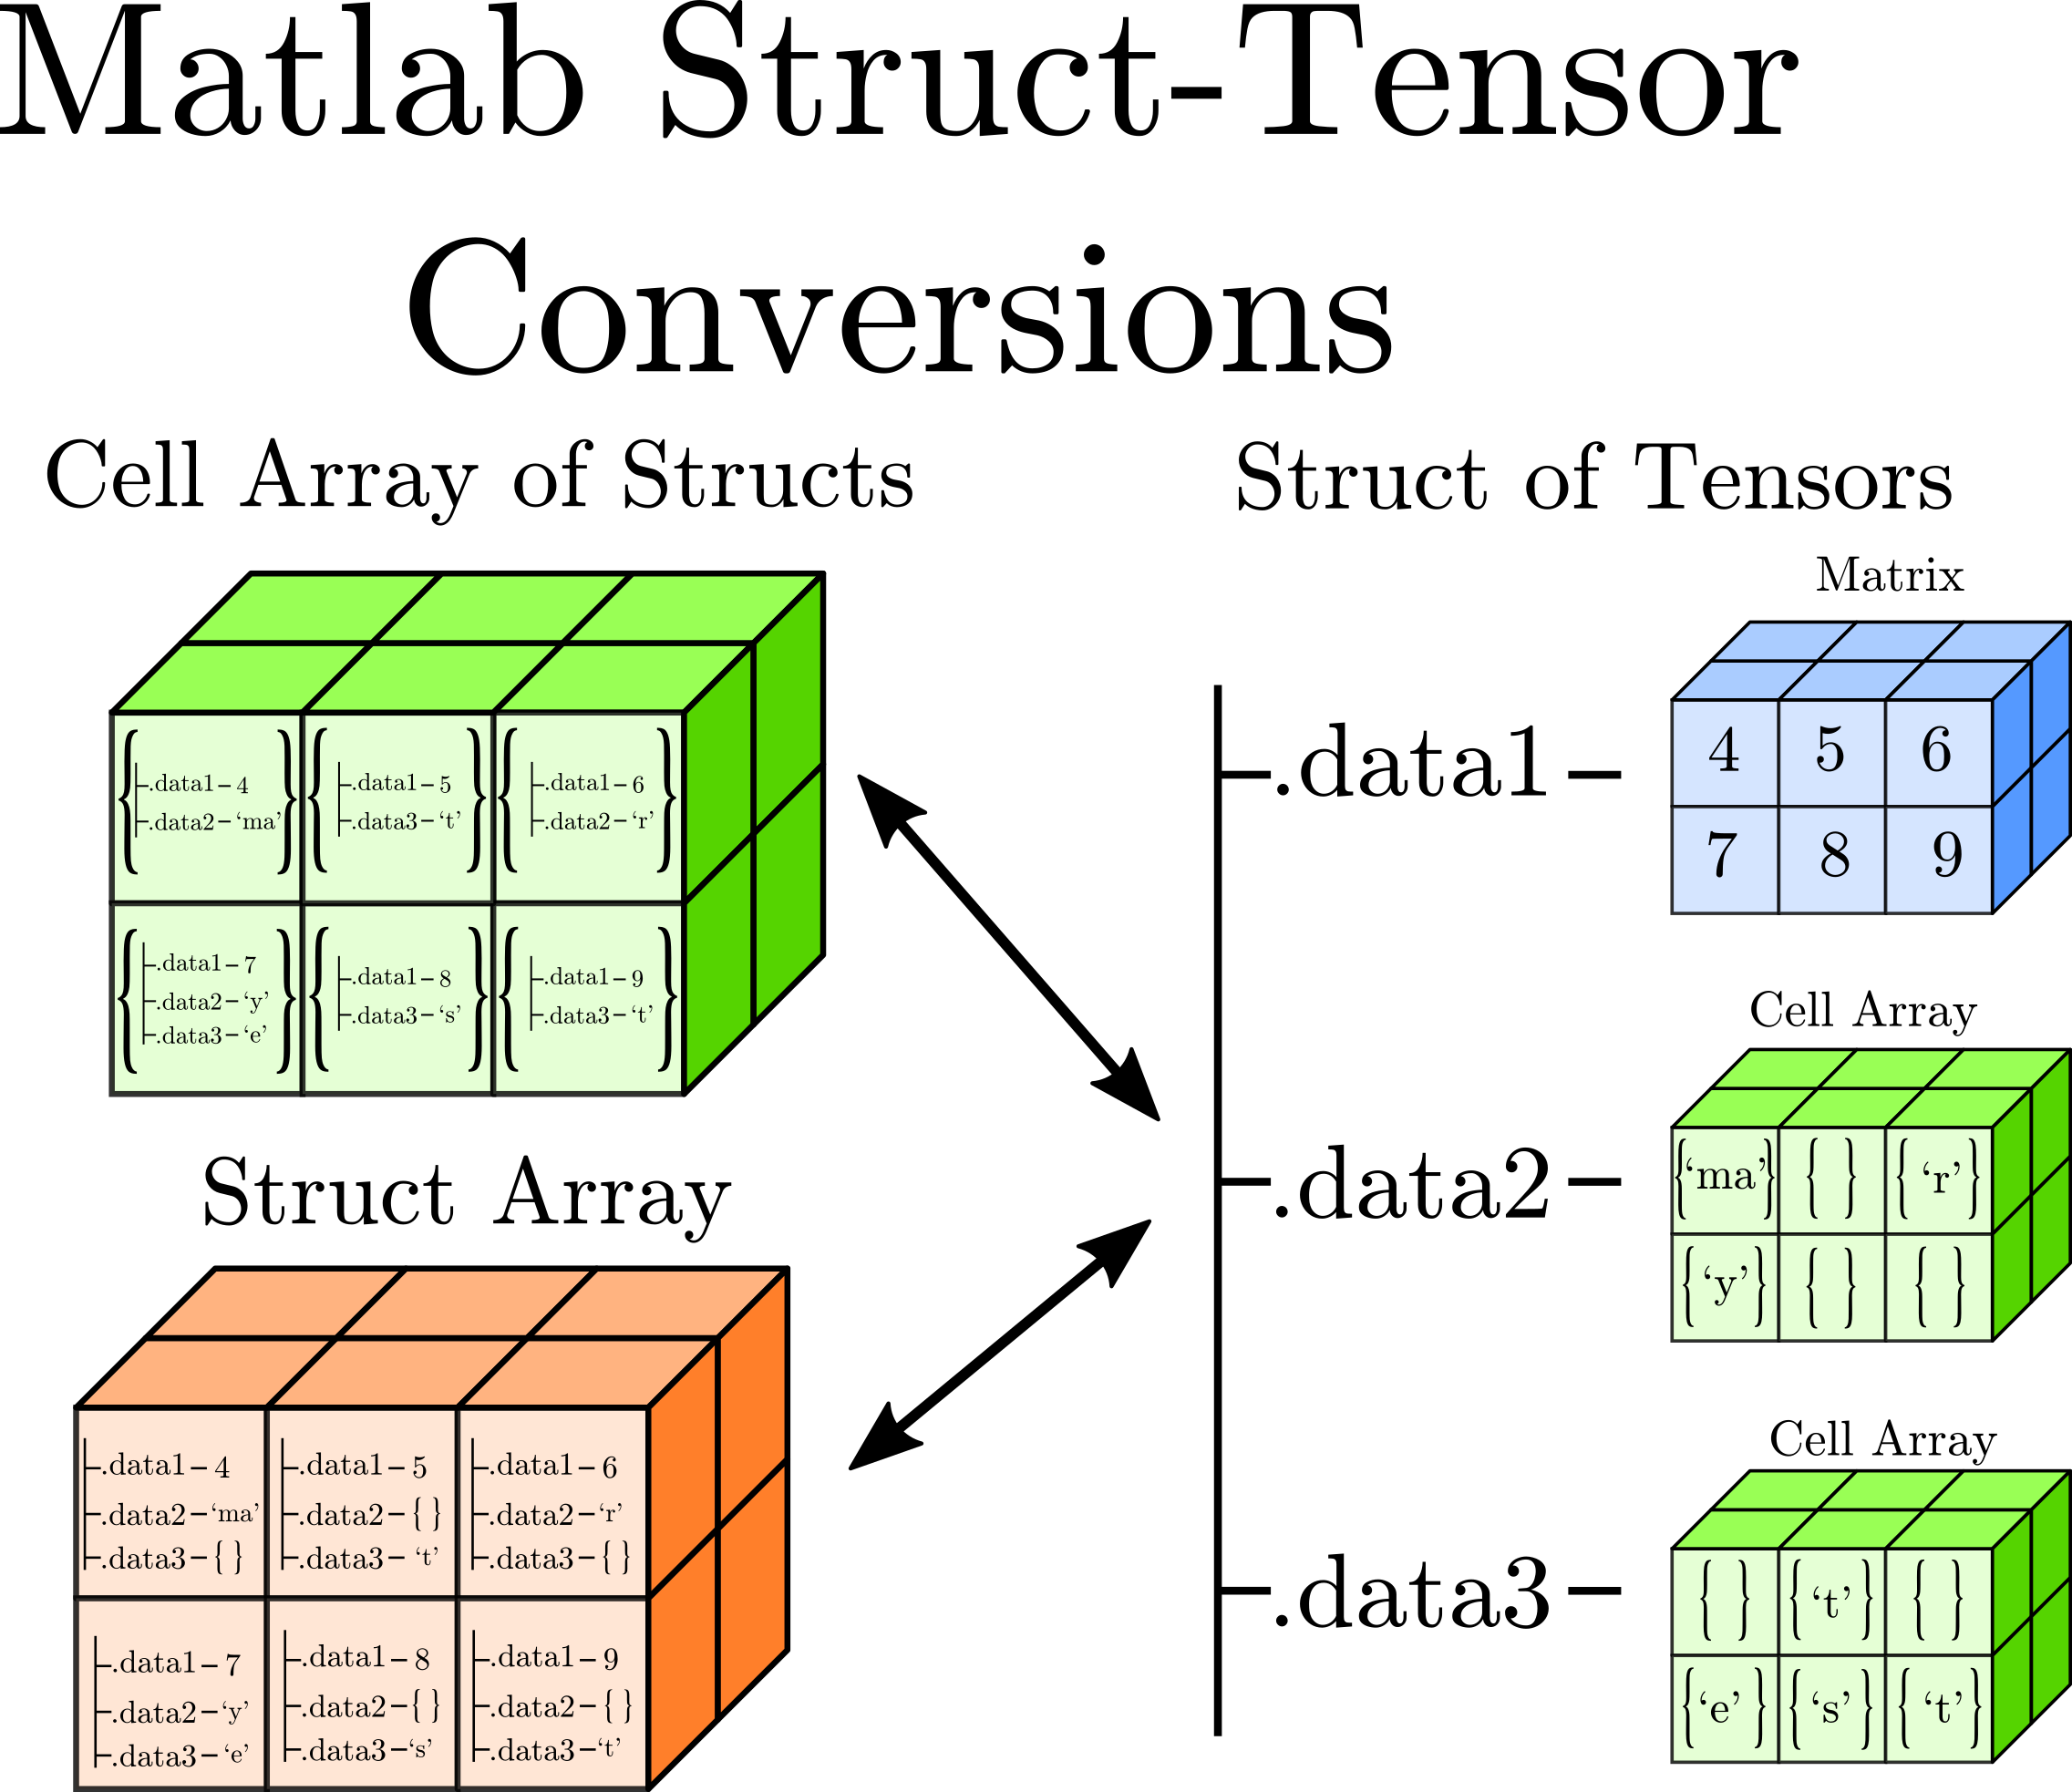 Matlab Struct-Tensor
Conversions
Cell Array of Structs
{ .data1 - 4 } { .data1 - 5 } { .data1 - 6 }
{ .data2 - ‘ma’ } { .data3 - ‘t’ } { .data2 - ‘r’ }
{ .data1 - 7 } { .data1 - 8 } { .data1 - 9 }
{ .data2 - ‘y’ } { .data3 - ‘s’ } { .data3 - ‘t’ }
.data3 - ‘e’
Struct Array
.data1 - 4 .data1 - 5 .data1 - 6
.data2 - ‘ma’ .data2 - { } .data2 - ‘r’
.data3 - { } .data3 - ‘t’ .data3 - { }
.data1 - 7 .data1 - 8 .data1 - 9
.data2 - ‘y’ .data2 - { } .data2 - { }
.data3 - ‘e’ .data3 - ‘s’ .data3 - ‘t’
Struct of Tensors
Matrix
.data1 -
4 5 6
7 8 9
Cell Array
.data2 -
{‘ma’} { } {‘r’}
{‘y’} { } { }
Cell Array
.data3 -
{ } {‘t’} { }
{‘e’} {‘s’} {‘t’}